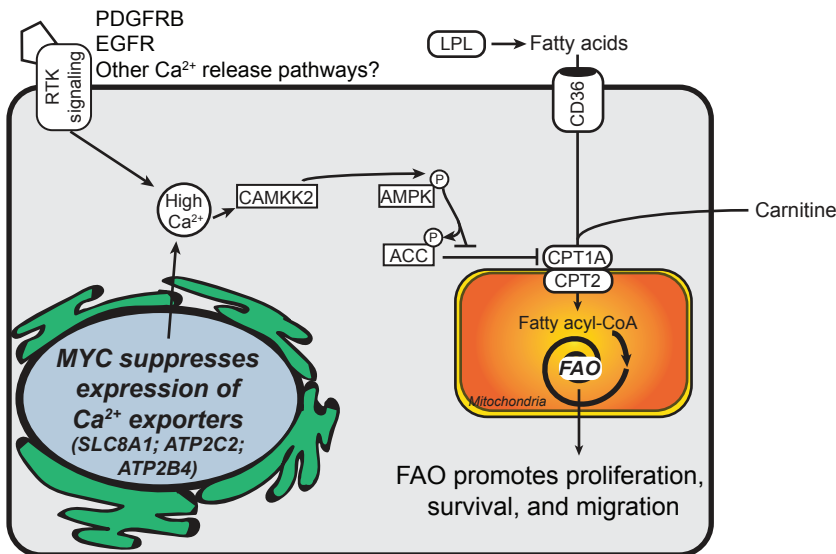 PDGFRB
EGFR
Other Ca²⁺ release pathways?
RTK
signaling
LPL
Fatty acids
CD36
High
Ca²⁺
CAMKK2
AMPK
P
P
ACC
CPT1A
CPT2
Carnitine
Fatty acyl-CoA
FAO
Mitochondria
MYC suppresses
expression of
Ca²⁺ exporters
(SLC8A1; ATP2C2;
ATP2B4)
FAO promotes proliferation,
survival, and migration